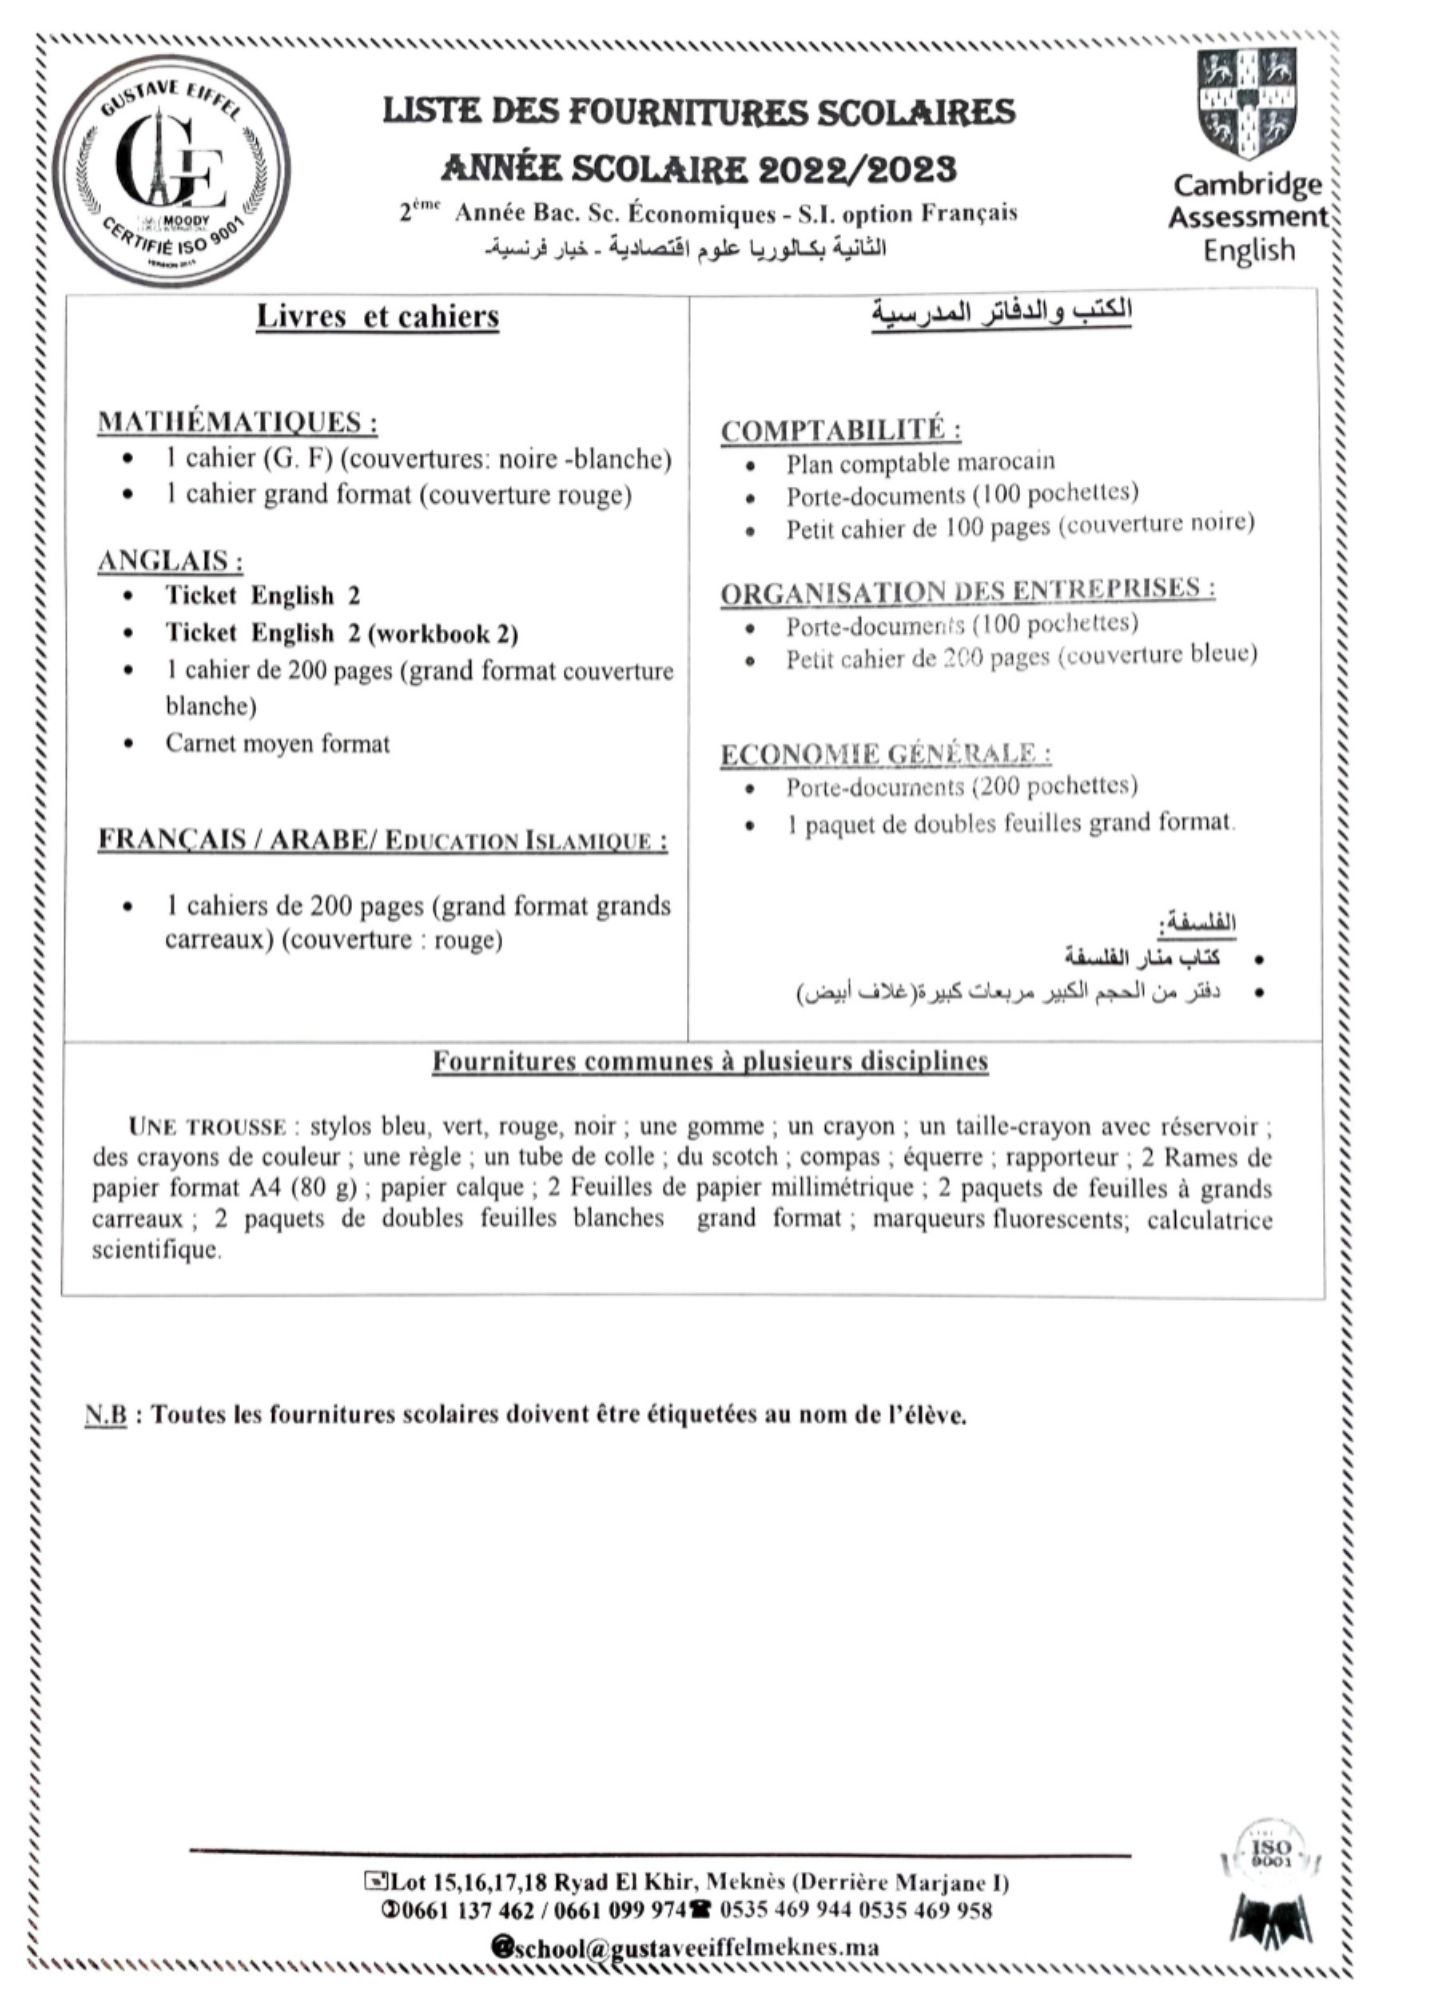 GUSTAVE EIFFEL
GE
MOODY
CERTIFIÉ ISO 9001
VERSION 2015
LISTE DES FOURNITURES SCOLAIRES
ANNÉE SCOLAIRE 2022/2023
2ème Année Bac. Sc. Économiques - S.I. option Français
الثانية بكالوريا علوم اقتصادية - خيار فرنسية-
Cambridge
Assessment
English
Livres et cahiers
MATHÉMATIQUES :
• 1 cahier (G. F) (couvertures: noire -blanche)
• 1 cahier grand format (couverture rouge)
ANGLAIS :
• Ticket English 2
• Ticket English 2 (workbook 2)
• 1 cahier de 200 pages (grand format couverture
blanche)
• Carnet moyen format
FRANÇAIS / ARABE/ EDUCATION ISLAMIQUE :
• 1 cahiers de 200 pages (grand format grands
carreaux) (couverture : rouge)
الكتب والدفاتر المدرسية
COMPTABILITÉ :
• Plan comptable marocain
• Porte-documents (100 pochettes)
• Petit cahier de 100 pages (couverture noire)
ORGANISATION DES ENTREPRISES :
• Porte-documents (100 pochettes)
• Petit cahier de 200 pages (couverture bleue)
ECONOMIE GÉNÉRALE :
• Porte-documents (200 pochettes)
• 1 paquet de doubles feuilles grand format.
الفلسفة:
• كتاب منار الفلسفة
• دفتر من الحجم الكبير مربعات كبيرة(غلاف أبيض)
Fournitures communes à plusieurs disciplines
UNE TROUSSE : stylos bleu, vert, rouge, noir ; une gomme ; un crayon ; un taille-crayon avec réservoir ;
des crayons de couleur ; une règle ; un tube de colle ; du scotch ; compas ; équerre ; rapporteur ; 2 Rames de
papier format A4 (80 g) ; papier calque ; 2 Feuilles de papier millimétrique ; 2 paquets de feuilles à grands
carreaux ; 2 paquets de doubles feuilles blanches grand format ; marqueurs fluorescents; calculatrice
scientifique.
N.B : Toutes les fournitures scolaires doivent être étiquetées au nom de l'élève.
ISO
9001
Lot 15,16,17,18 Ryad El Khir, Meknès (Derrière Marjane I)
0661 137 462 / 0661 099 974 ☎ 0535 469 944 0535 469 958
@school@gustaveeiffelmeknes.ma